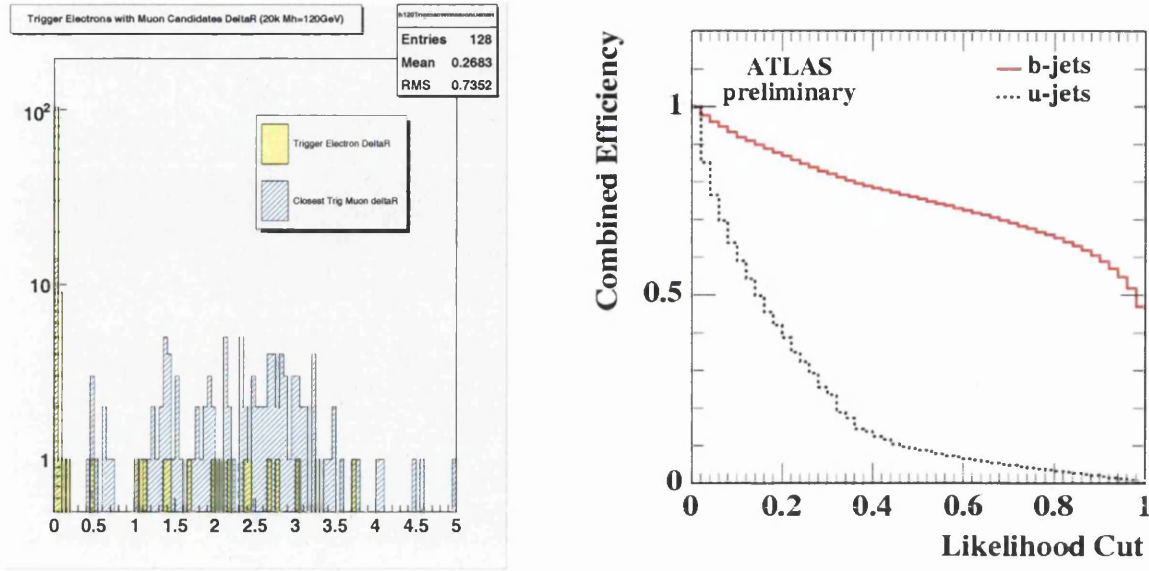 Trigger Electrons with Muon Candidates DeltaR (20k Mh=120GeV)
Entries 128
Mean 0.2683
RMS 0.7352
10²
10
1
Trigger Electron DeltaR
Closest Trig Muon deltaR
0 0.5 1 1.5 2 2.5 3 3.5 4 4.5 5
Combined Efficiency
ATLAS
preliminary
b-jets
u-jets
1
0.5
0
0 0.2 0.4 0.6 0.8 1
Likelihood Cut